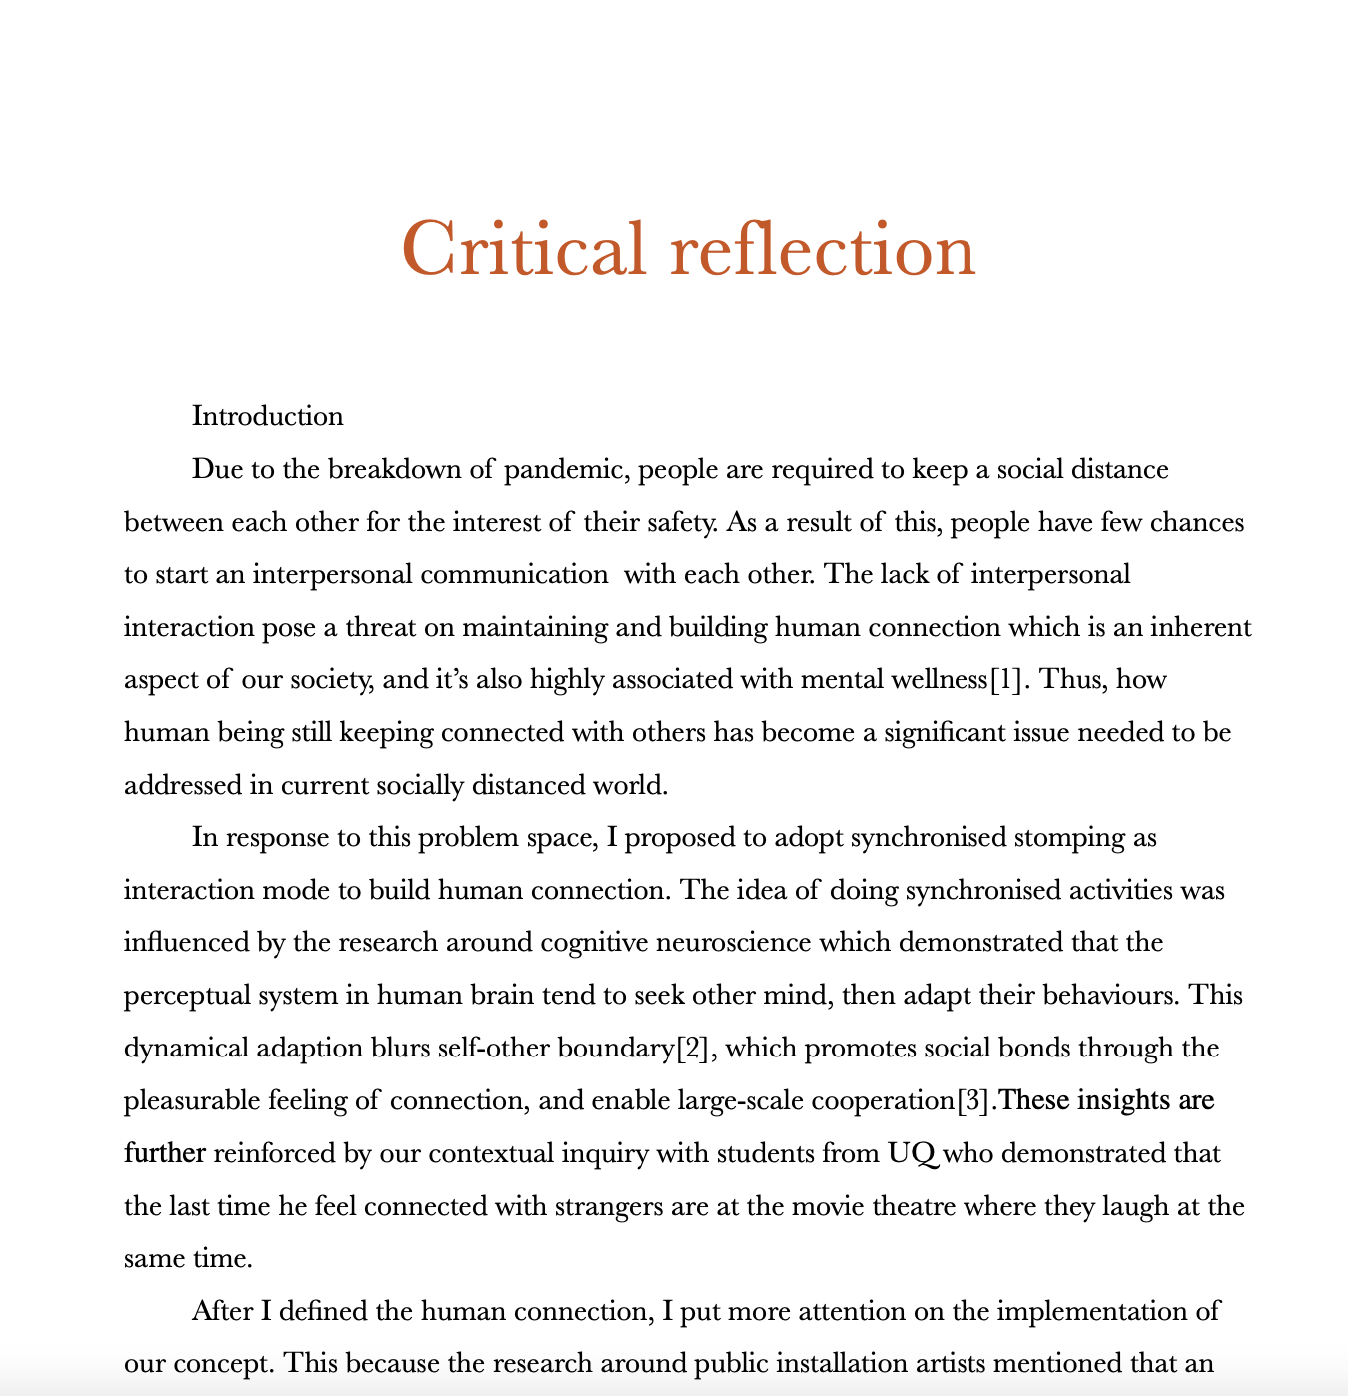 Critical reflection
Introduction
Due to the breakdown of pandemic, people are required to keep a social distance
between each other for the interest of their safety. As a result of this, people have few chances
to start an interpersonal communication  with each other. The lack of interpersonal
interaction pose a threat on maintaining and building human connection which is an inherent
aspect of our society, and it’s also highly associated with mental wellness[1]. Thus, how
human being still keeping connected with others has become a significant issue needed to be
addressed in current socially distanced world.
In response to this problem space, I proposed to adopt synchronised stomping as
interaction mode to build human connection. The idea of doing synchronised activities was
influenced by the research around cognitive neuroscience which demonstrated that the
perceptual system in human brain tend to seek other mind, then adapt their behaviours. This
dynamical adaption blurs self-other boundary[2], which promotes social bonds through the
pleasurable feeling of connection, and enable large-scale cooperation[3].These insights are
further reinforced by our contextual inquiry with students from UQ who demonstrated that
the last time he feel connected with strangers are at the movie theatre where they laugh at the
same time.
After I defined the human connection, I put more attention on the implementation of
our concept. This because the research around public installation artists mentioned that an